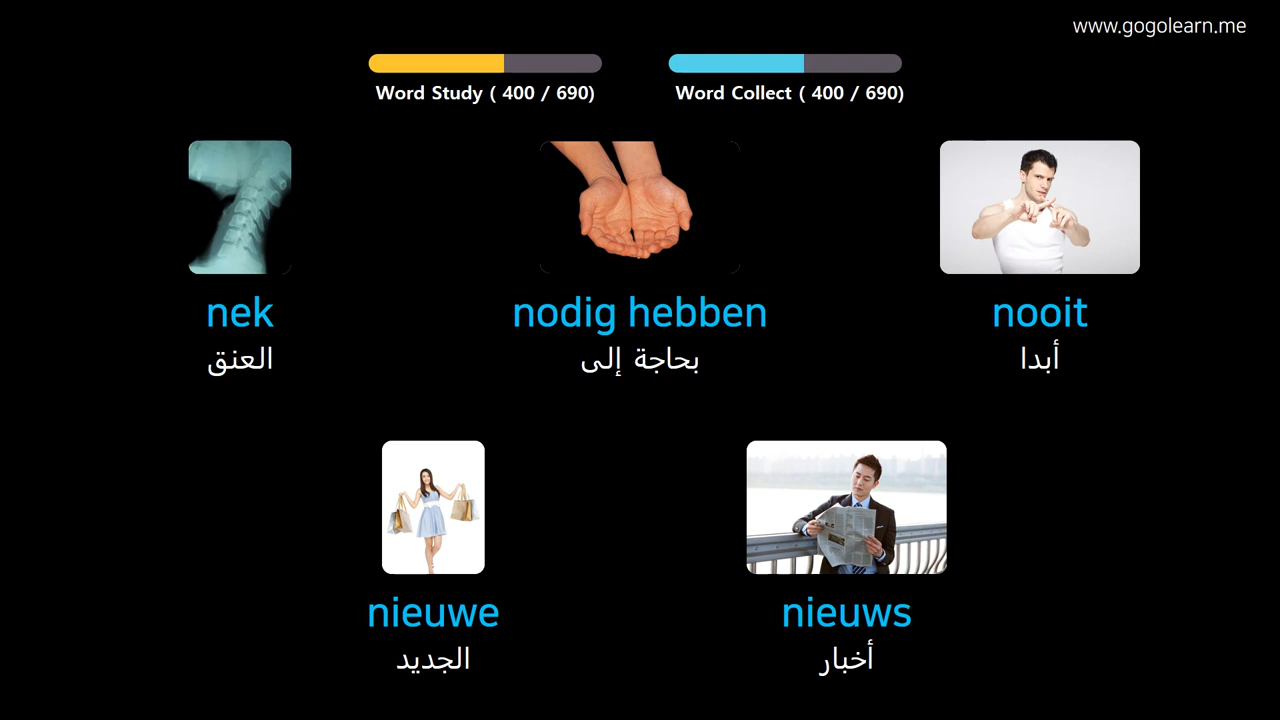 www.gogolearn.me
Word Study ( 400 / 690)
Word Collect ( 400 / 690)
nek
العنق
nodig hebben
بحاجة إلى
nooit
أبدا
nieuwe
الجديد
nieuws
أخبار